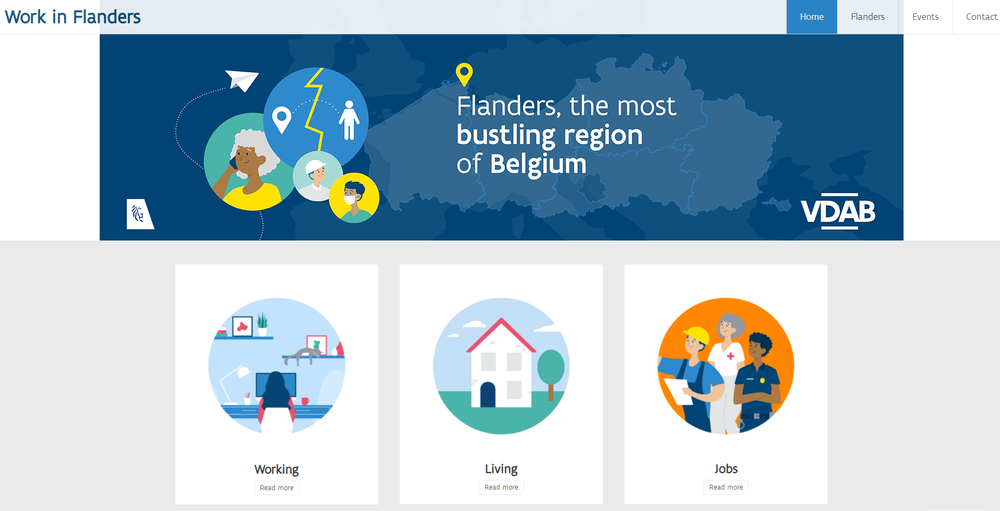 Work in Flanders
Home
Flanders
Events
Contact
Flanders, the most
bustling region
of Belgium
VDAB
Working
Read more
Living
Read more
Jobs
Read more